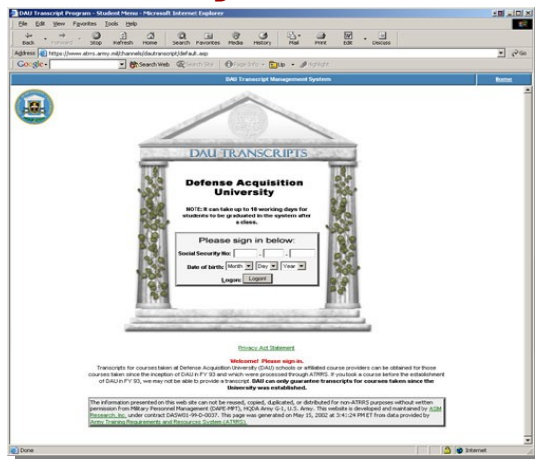 DAU Transcript Program - Student Menu - Microsoft Internet Explorer
File Edit View Favorites Tools Help
Back Forward Stop Refresh Home Search Favorites Media History Mail Print Edit Discuss
Address https://www.atrrs.army.mil/channels/dautranscript/default.asp Go
Google Search Web Search Site Page Info Up Highlight
DAU Transcript Management System Home
DAU TRANSCRIPTS
Defense Acquisition
University
NOTE: It can take up to 10 working days for
students to be graduated in the system after
a class.
Please sign in below:
Social Security No: - -
Date of birth: Month Day Year
Logon: Logon!
Privacy Act Statement
Welcome! Please sign in.
Transcripts for courses taken at Defense Acquisition University (DAU) schools or affiliated course providers can be obtained for those
courses taken since the inception of DAU in FY '93 and which were processed through ATRRS. If you took a course before the establishment
of DAU in FY '93, we may not be able to provide a transcript. DAU can only guarantee transcripts for courses taken since the
University was established.
The information presented on this web site can not be reused, copied, duplicated, or distributed for non-ATRRS purposes without written
permission from Military Personnel Management (DAPE-MPT), HQDA Army G-1, U.S. Army. This website is developed and maintained by ASM
Research, Inc. under contract DASW01-99-D-0037. This page was generated on May 15, 2002 at 3:41:24 PM ET from data provided by
Army Training Requirements and Resources System (ATRRS).
Done Internet